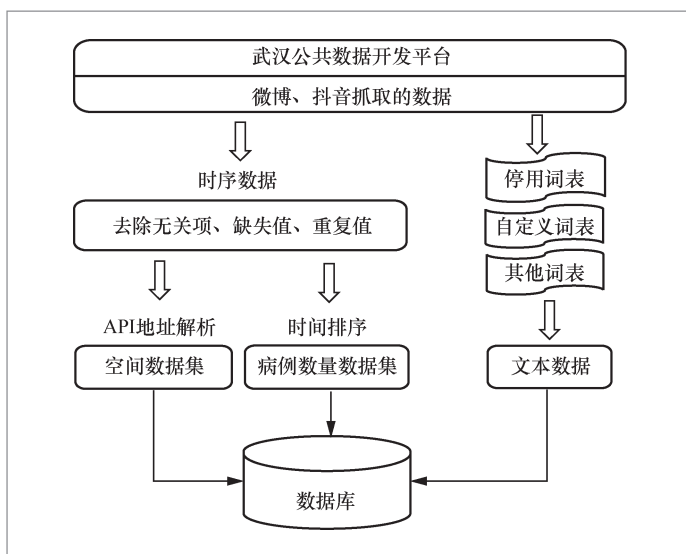 武汉公共数据开发平台
微博、抖音抓取的数据
时序数据
去除无关项、缺失值、重复值
API地址解析
空间数据集
时间排序
病例数量数据集
停用词表
自定义词表
其他词表
文本数据
数据库